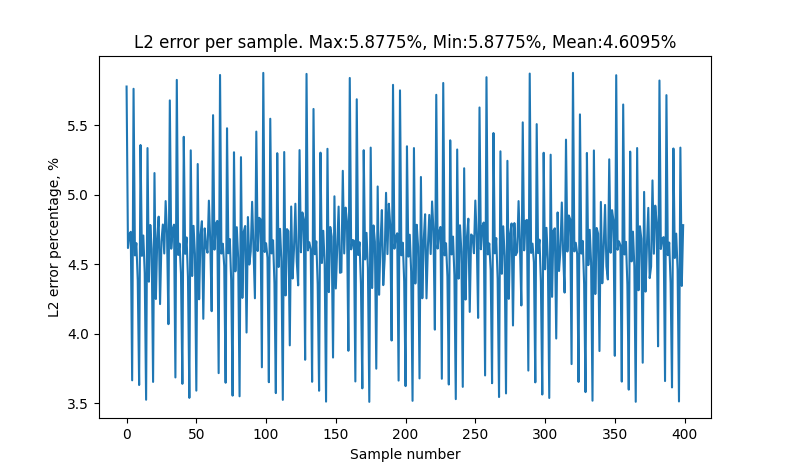 L2 error per sample. Max:5.8775%, Min:5.8775%, Mean:4.6095%
L2 error percentage, %
5.5
5.0
4.5
4.0
3.5
0 50 100 150 200 250 300 350 400
Sample number